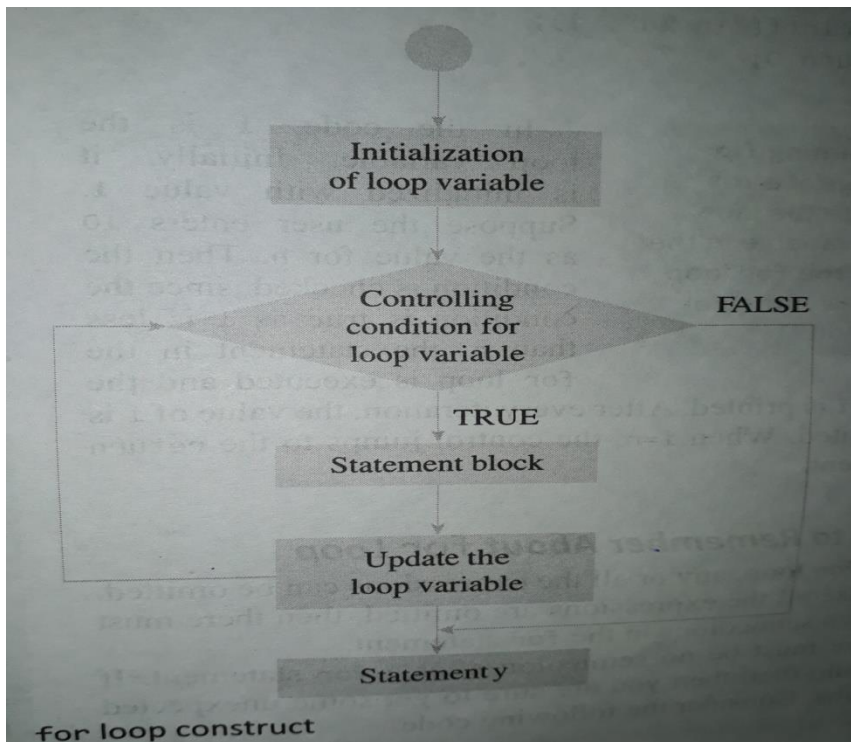 Initialization
of loop variable
Controlling
condition for
loop variable
FALSE
TRUE
Statement block
Update the
loop variable
Statement y
for loop construct